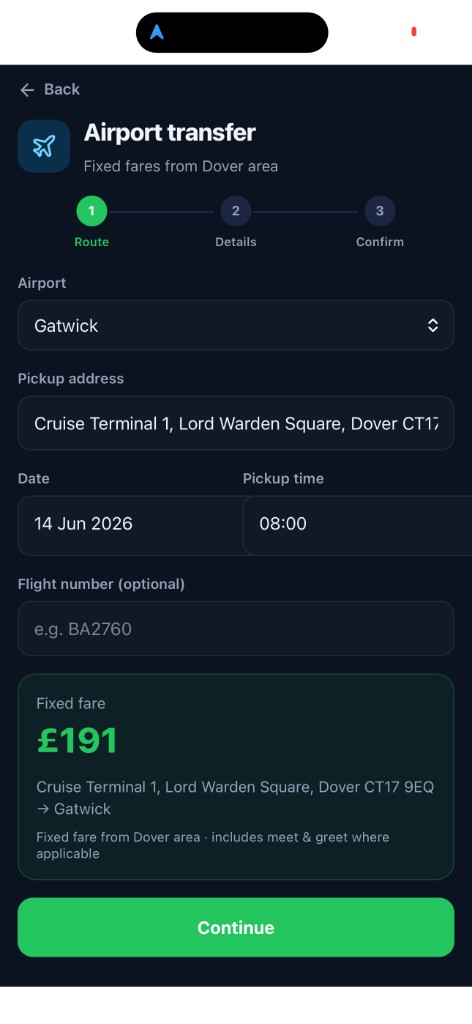 Back
Airport transfer
Fixed fares from Dover area
1
2
3
Route
Details
Confirm
Airport
Gatwick
Pickup address
Cruise Terminal 1, Lord Warden Square, Dover CT17
Date
Pickup time
14 Jun 2026
08:00
Flight number (optional)
e.g. BA2760
Fixed fare
£191
Cruise Terminal 1, Lord Warden Square, Dover CT17 9EQ
→ Gatwick
Fixed fare from Dover area · includes meet & greet where
applicable
Continue